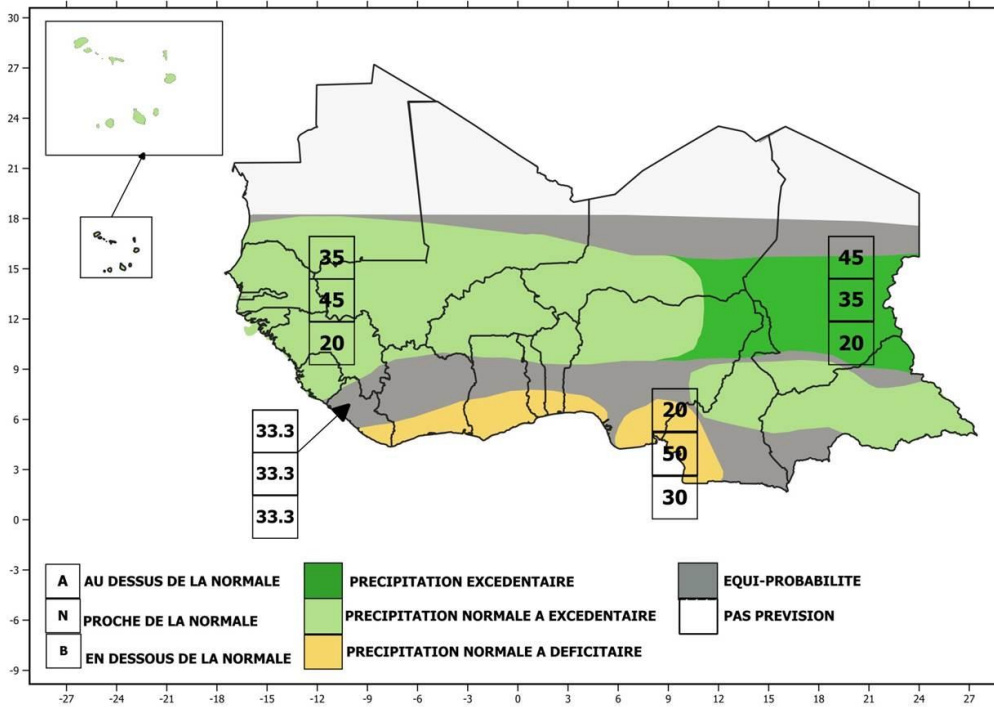 30
27
24
21
18
15
12
9
6
3
0
-3
-6
-9
35
45
20
45
35
20
20
50
30
33.3
33.3
33.3
A AU DESSUS DE LA NORMALE
N PROCHE DE LA NORMALE
B EN DESSOUS DE LA NORMALE
PRECIPITATION EXCEDENTAIRE
PRECIPITATION NORMALE A EXCEDENTAIRE
PRECIPITATION NORMALE A DEFICITAIRE
EQUI-PROBABILITE
PAS PREVISION
-27 -24 -21 -18 -15 -12 -9 -6 -3 0 3 6 9 12 15 18 21 24 27